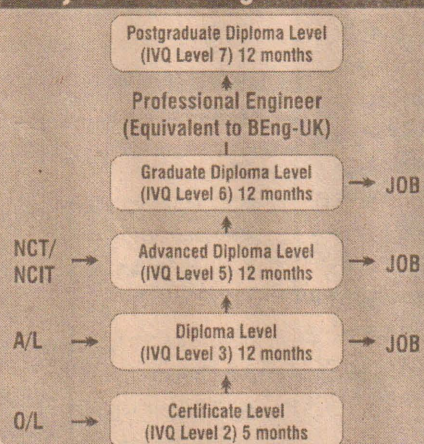 Postgraduate Diploma Level
(IVQ Level 7) 12 months
Professional Engineer
(Equivalent to BEng-UK)
Graduate Diploma Level
(IVQ Level 6) 12 months
JOB
NCT/
NCIT
Advanced Diploma Level
(IVQ Level 5) 12 months
JOB
A/L
Diploma Level
(IVQ Level 3) 12 months
JOB
O/L
Certificate Level
(IVQ Level 2) 5 months